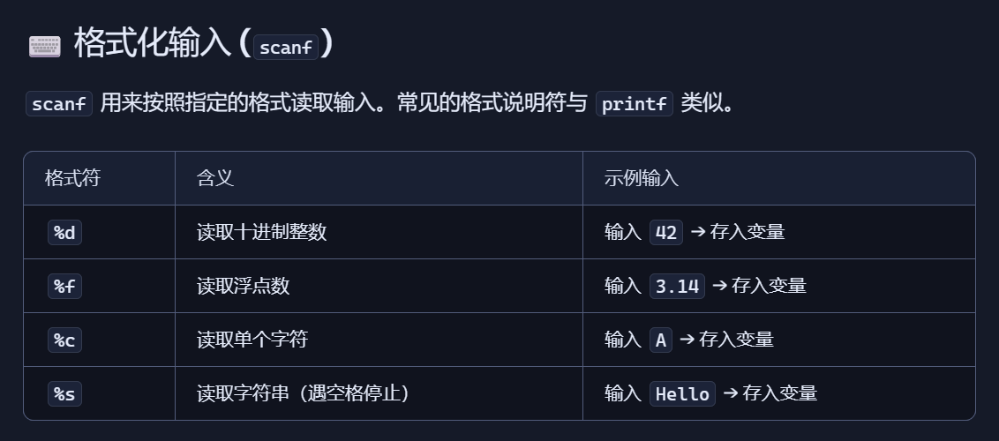 格式化输入 (scanf)
scanf 用来按照指定的格式读取输入。常见的格式说明符与 printf 类似。
格式符 含义 示例输入
%d 读取十进制整数 输入 42 → 存入变量
%f 读取浮点数 输入 3.14 → 存入变量
%c 读取单个字符 输入 A → 存入变量
%s 读取字符串（遇空格停止） 输入 Hello → 存入变量